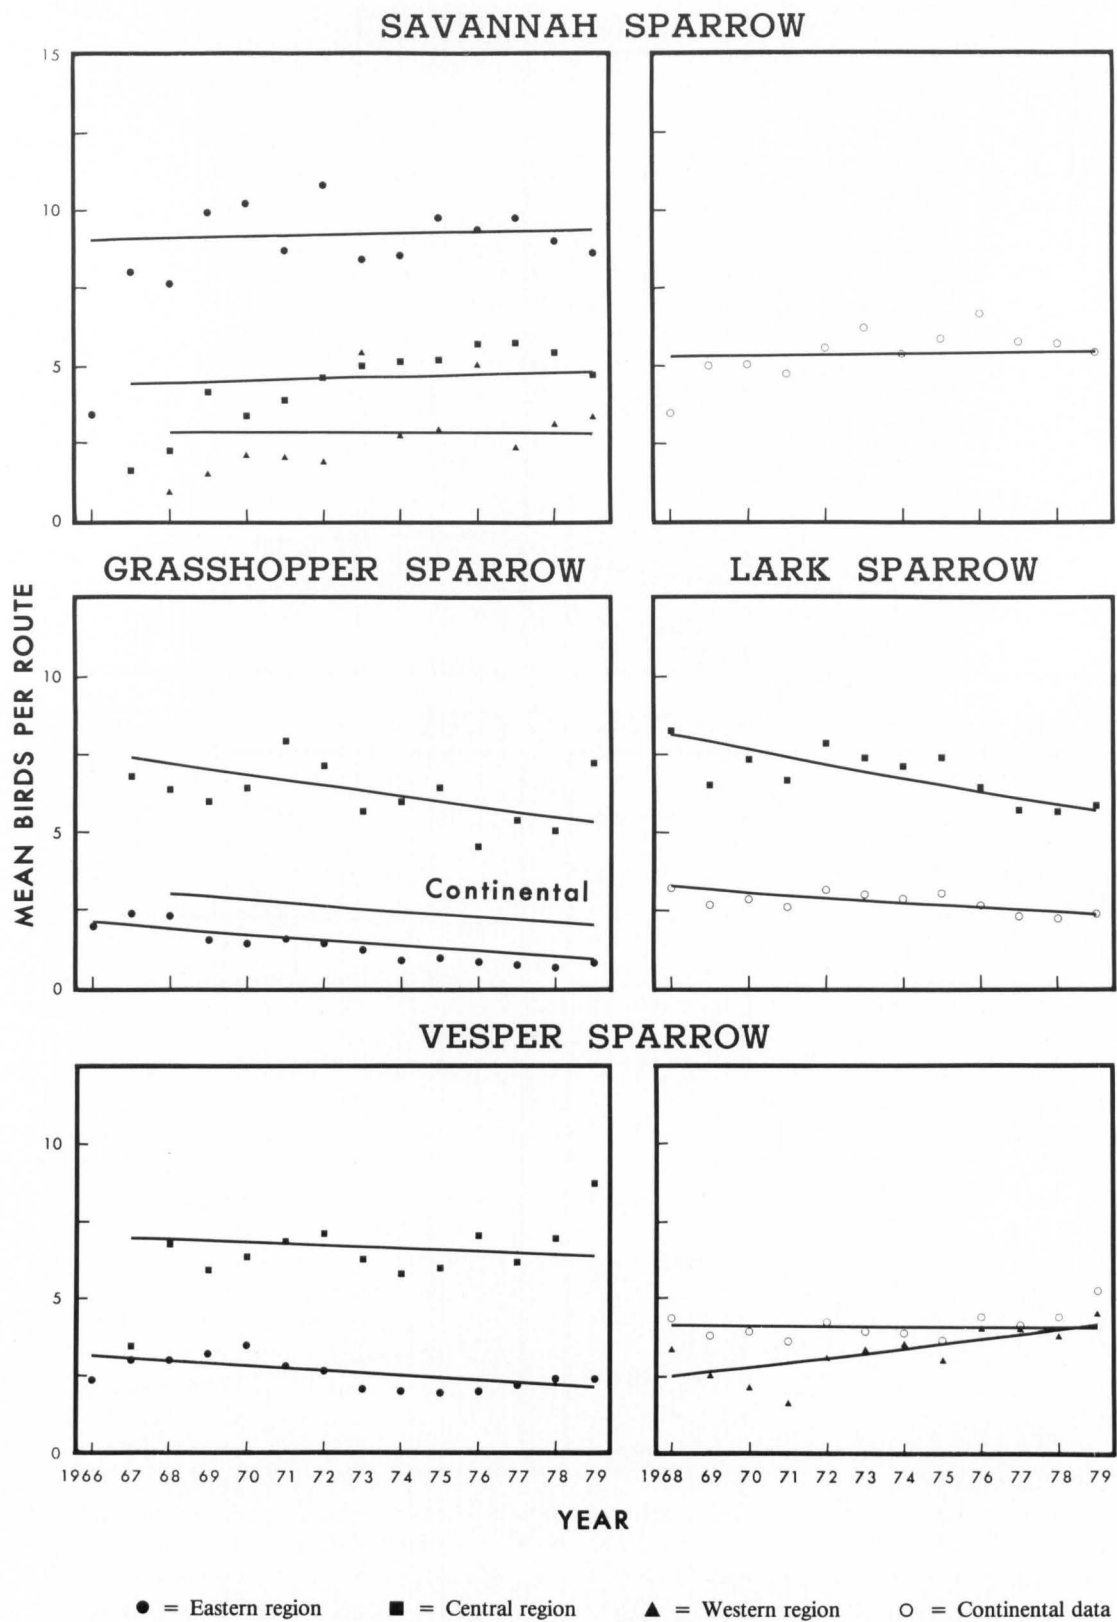 SAVANNAH SPARROW
15
10
5
0
GRASSHOPPER SPARROW
LARK SPARROW
MEAN BIRDS PER ROUTE
10
5
0
Continental
VESPER SPARROW
10
5
0
1966 67 68 69 70 71 72 73 74 75 76 77 78 79
1968 69 70 71 72 73 74 75 76 77 78 79
YEAR
● = Eastern region ■ = Central region ▲ = Western region ○ = Continental data